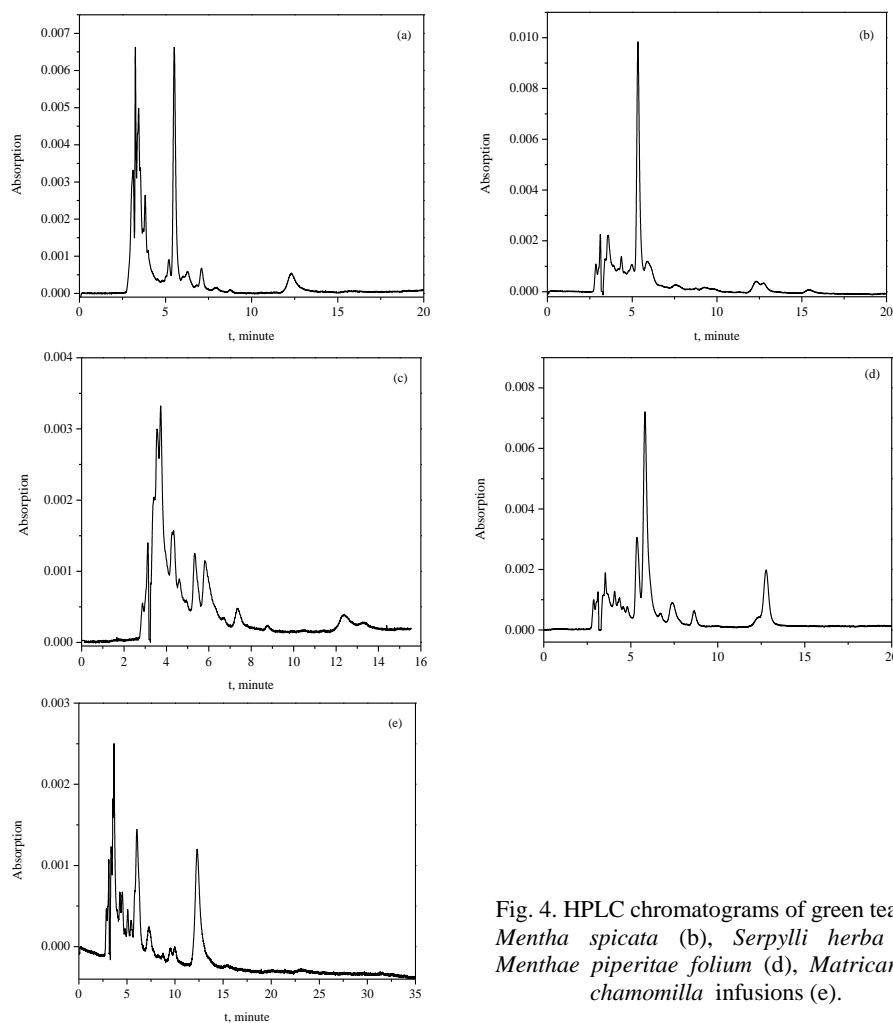 0.007
0.006
0.005
0.004
0.003
0.002
0.001
0.000
Absorption
(a)
0 5 10 15 20
t, minute
0.010
0.008
0.006
0.004
0.002
0.000
Absorption
(b)
0 5 10 15 20
t, minute
0.004
0.003
0.002
0.001
0.000
Absorption
(c)
0 2 4 6 8 10 12 14 16
t, minute
0.008
0.006
0.004
0.002
0.000
Absorption
(d)
0 5 10 15 20
t, minute
0.003
0.002
0.001
0.000
Absorption
(e)
0 5 10 15 20 25 30 35
t, minute
Fig. 4. HPLC chromatograms of green tea
Mentha spicata (b), Serpylli herba
Menthae piperitae folium (d), Matricar
chamomilla infusions (e).